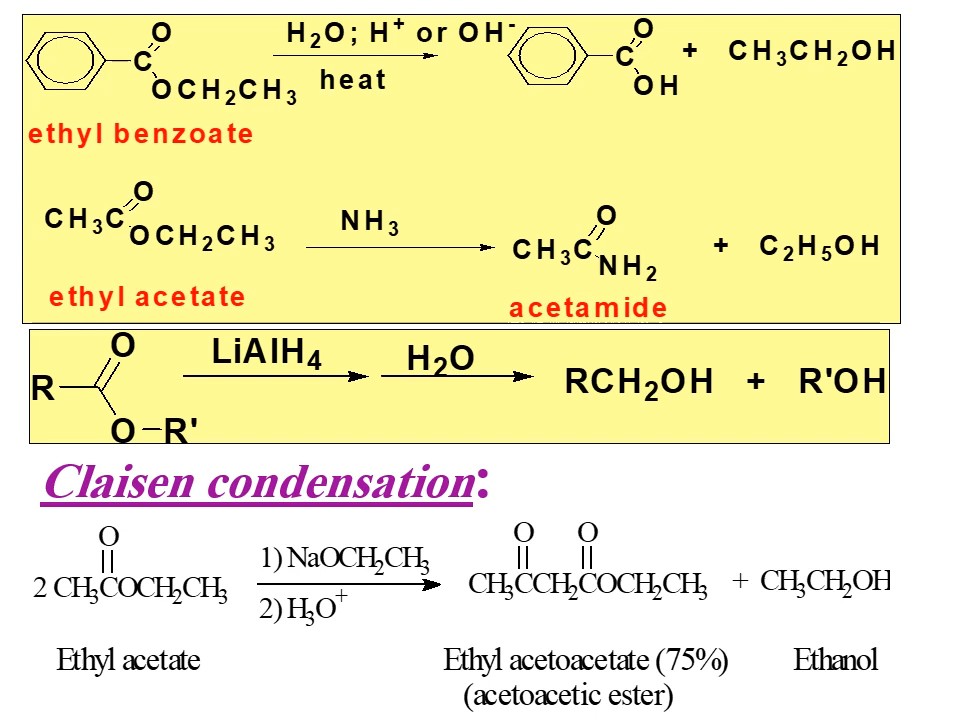 O O
C H₂O; H⁺ or OH⁻ C + CH₃CH₂OH
OCH₂CH₃ heat OH
ethyl benzoate
O O
CH₃C NH₃ CH₃C + C₂H₅OH
OCH₂CH₃ NH₂
ethyl acetate acetamide
O LiAlH₄ H₂O
R RCH₂OH + R'OH
O–R'
Claisen condensation:
O O O
2 CH₃COCH₂CH₃ 1) NaOCH₂CH₃ CH₃CCH₂COCH₂CH₃ + CH₃CH₂OH
2) H₃O⁺
Ethyl acetate Ethyl acetoacetate (75%) Ethanol
(acetoacetic ester)